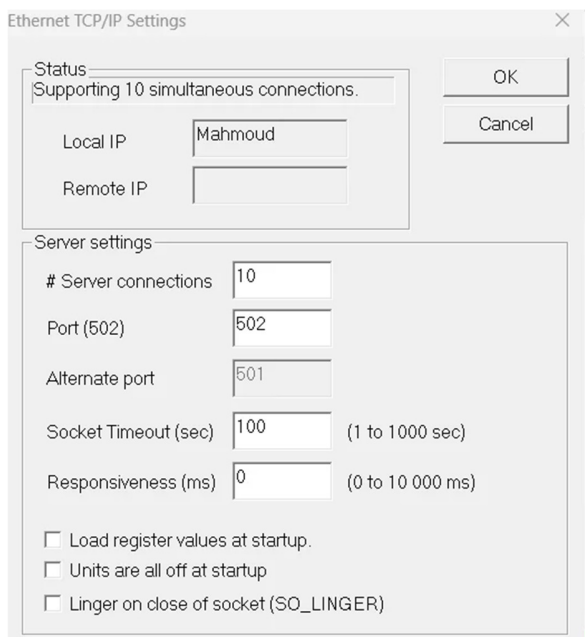 Ethernet TCP/IP Settings
Status
Supporting 10 simultaneous connections.
OK
Local IP
Mahmoud
Cancel
Remote IP
Server settings
# Server connections 10
Port (502) 502
Alternate port 501
Socket Timeout (sec) 100 (1 to 1000 sec)
Responsiveness (ms) 0 (0 to 10 000 ms)
Load register values at startup.
Units are all off at startup
Linger on close of socket (SO_LINGER)